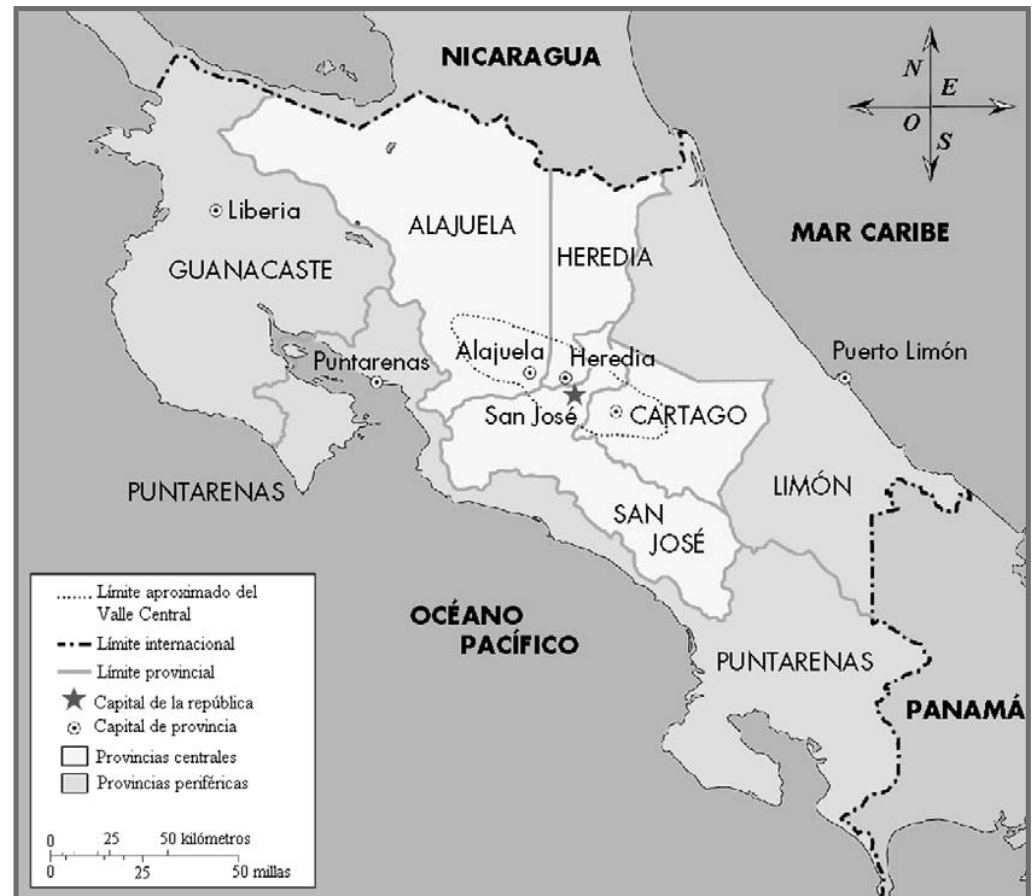 NICARAGUA
N
E
O
S
Liberia
ALAJUELA
MAR CARIBE
HEREDIA
GUANACASTE
Puntarenas
Alajuela
Heredia
Puerto Limón
San José
CARTAGO
PUNTARENAS
LIMÓN
SAN
JOSÉ
OCÉANO
PACÍFICO
PUNTARENAS
PANAMÁ
Límite aproximado del
Valle Central
Límite internacional
Límite provincial
Capital de la república
Capital de provincia
Provincias centrales
Provincias periféricas
0 25 50 kilómetros
0 25 50 millas